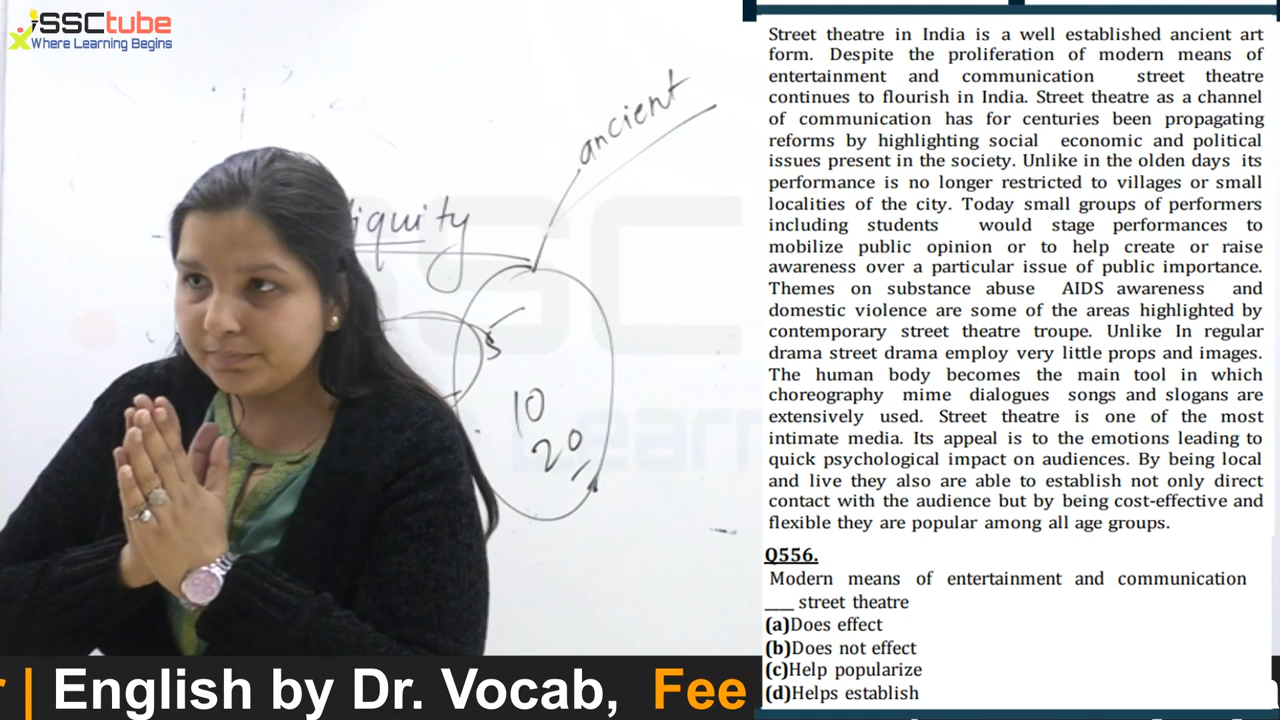 SSCtube
Where Learning Begins
ancient
iquity
5
10
20
Street theatre in India is a well established ancient art
form. Despite the proliferation of modern means of
entertainment and communication street theatre
continues to flourish in India. Street theatre as a channel
of communication has for centuries been propagating
reforms by highlighting social economic and political
issues present in the society. Unlike in the olden days its
performance is no longer restricted to villages or small
localities of the city. Today small groups of performers
including students would stage performances to
mobilize public opinion or to help create or raise
awareness over a particular issue of public importance.
Themes on substance abuse AIDS awareness and
domestic violence are some of the areas highlighted by
contemporary street theatre troupe. Unlike In regular
drama street drama employ very little props and images.
The human body becomes the main tool in which
choreography mime dialogues songs and slogans are
extensively used. Street theatre is one of the most
intimate media. Its appeal is to the emotions leading to
quick psychological impact on audiences. By being local
and live they also are able to establish not only direct
contact with the audience but by being cost-effective and
flexible they are popular among all age groups.
Q556.
Modern means of entertainment and communication
____ street theatre
(a)Does effect
(b)Does not effect
(c)Help popularize
(d)Helps establish
| English by Dr. Vocab, Fee